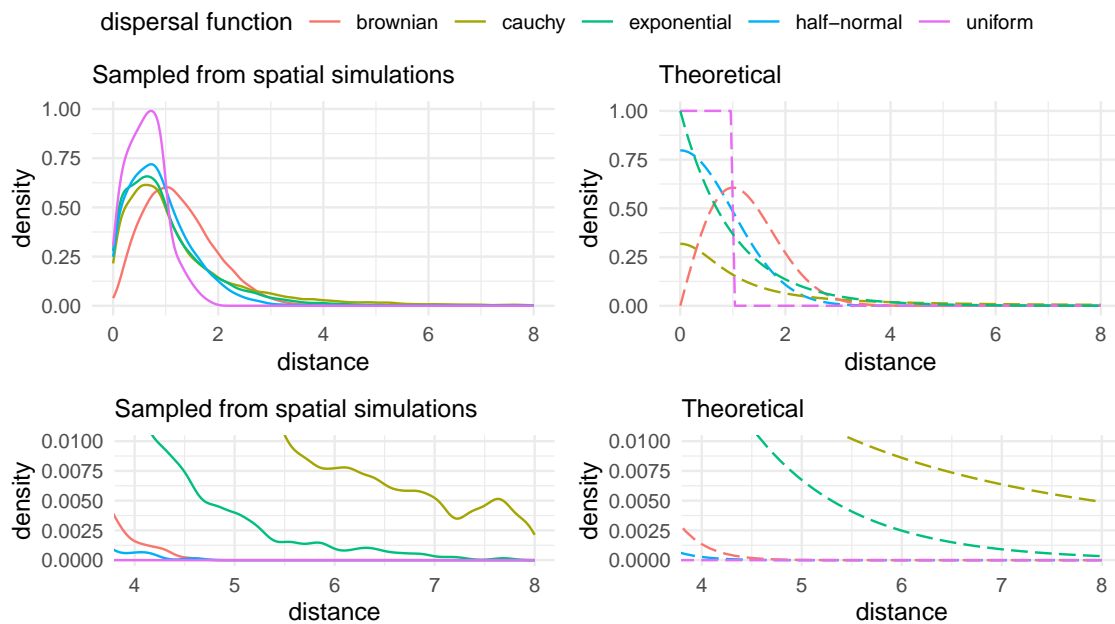 dispersal function brownian cauchy exponential half−normal uniform
Sampled from spatial simulations
density
1.00
0.75
0.50
0.25
0.00
0 2 4 6 8
distance
Theoretical
density
1.00
0.75
0.50
0.25
0.00
0 2 4 6 8
distance
Sampled from spatial simulations
density
0.0100
0.0075
0.0050
0.0025
0.0000
4 5 6 7 8
distance
Theoretical
density
0.0100
0.0075
0.0050
0.0025
0.0000
4 5 6 7 8
distance